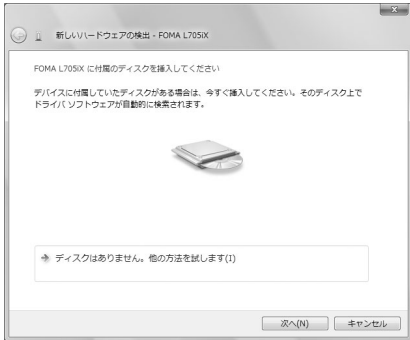 新しいハードウェアの検出 - FOMA L705iX
FOMA L705iX に付属のディスクを挿入してください
デバイスに付属していたディスクがある場合は、今すぐ挿入してください。そのディスク上で
ドライバ ソフトウェアが自動的に検索されます。
ディスクはありません。他の方法を試します(I)
次へ(N)
キャンセル